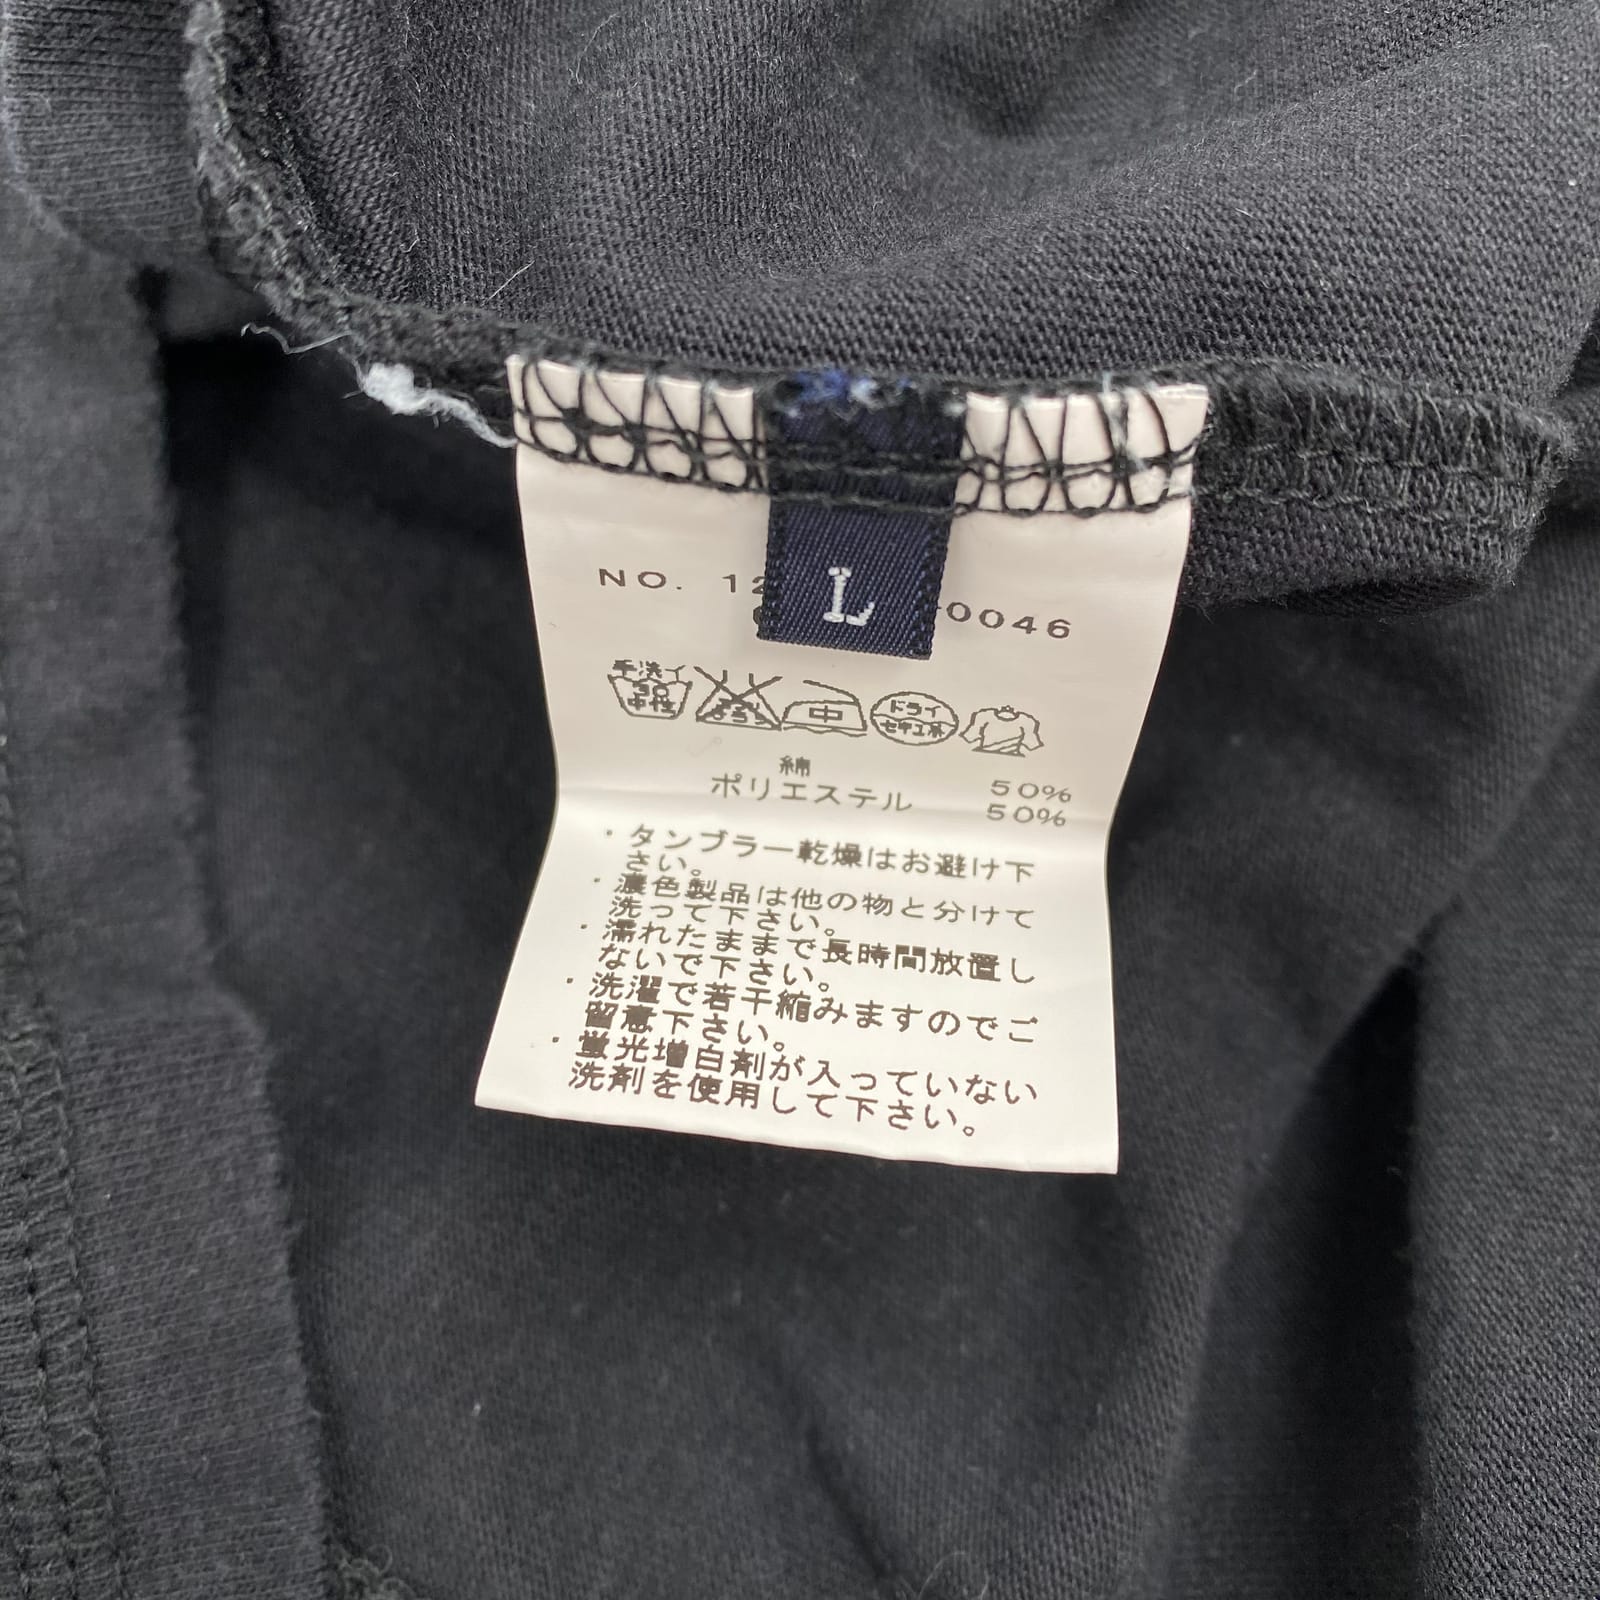 L
NO. 12
0046
手洗イ
30
中性
中
ドライ
セキユ系
綿 50%
ポリエステル 50%
・タンブラー乾燥はお避け下
さい。
・濃色製品は他の物と分けて
洗って下さい。
・濡れたままで長時間放置し
ないで下さい。
・洗濯で若干縮みますのでご
留意下さい。
・蛍光増白剤が入っていない
洗剤を使用して下さい。